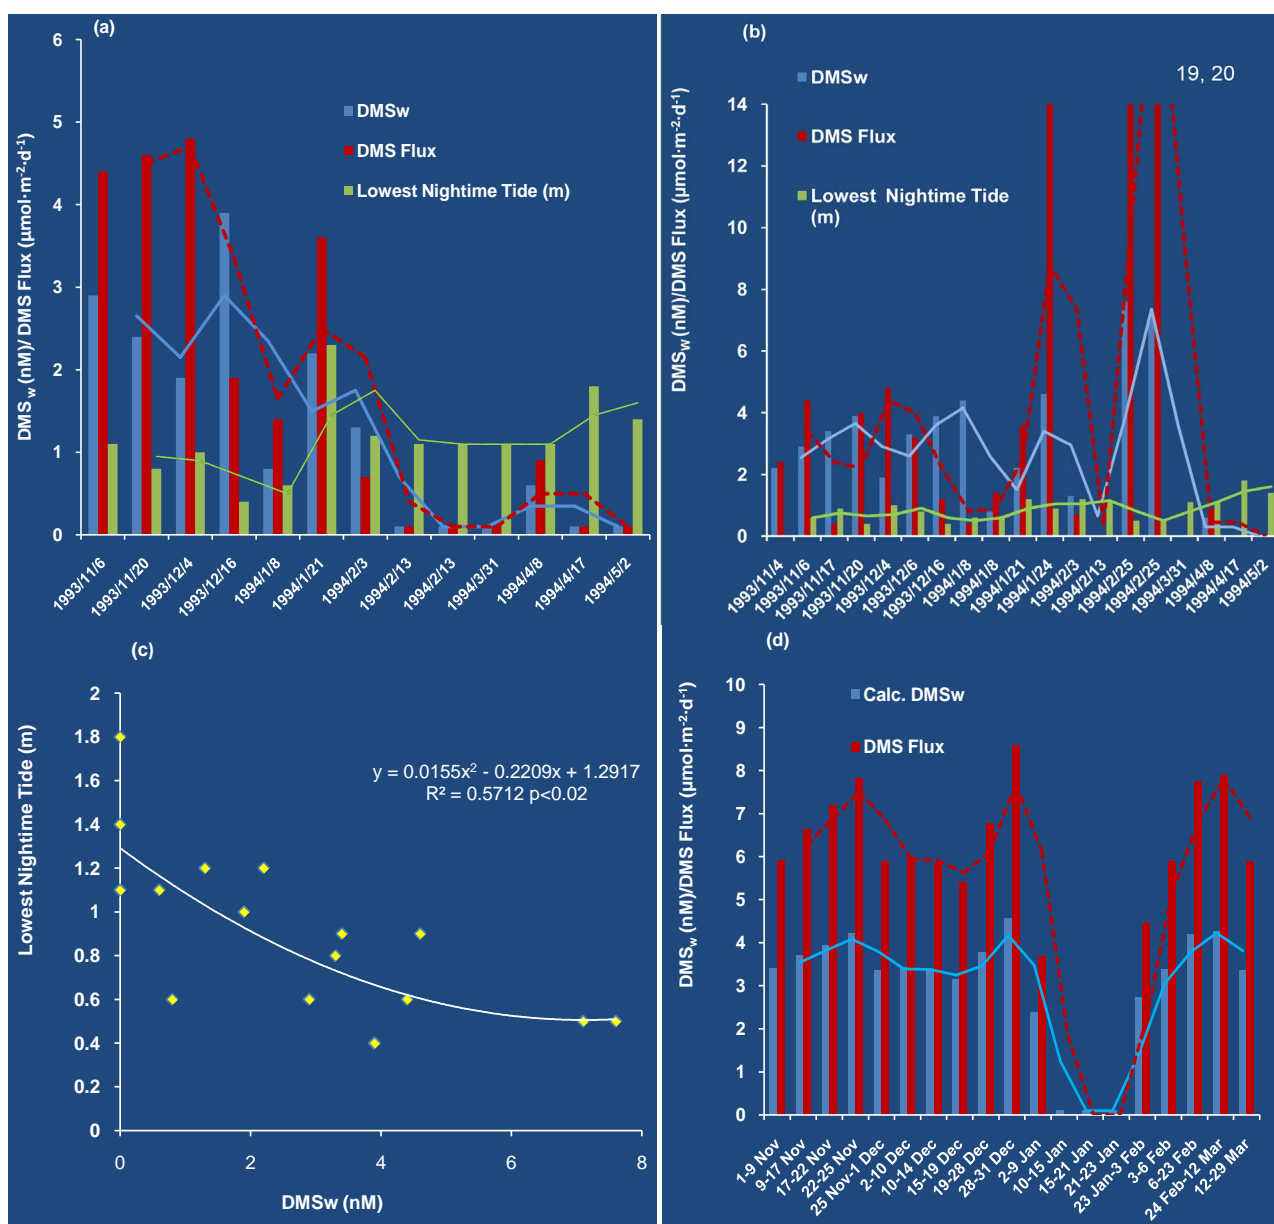 (a)
6
5
4
3
2
1
0
DMSw (nM)/ DMS Flux (µmol·m-2·d-1)
DMSw
DMS Flux
Lowest Nightime Tide (m)
1993/11/6
1993/11/20
1993/12/4
1993/12/16
1994/1/8
1994/1/21
1994/2/3
1994/2/13
1994/2/13
1994/3/31
1994/4/8
1994/4/17
1994/5/2
(b)
19, 20
14
12
10
8
6
4
2
0
DMSW (nM)/DMS Flux (µmol·m-2·d-1)
DMSw
DMS Flux
Lowest Nightime Tide
(m)
1993/11/4
1993/11/6
1993/11/17
1993/11/20
1993/12/4
1993/12/6
1993/12/16
1994/1/8
1994/1/8
1994/1/21
1994/1/24
1994/2/3
1994/2/13
1994/2/25
1994/2/25
1994/3/31
1994/4/8
1994/4/17
1994/5/2
(c)
2
1.8
1.6
1.4
1.2
1
0.8
0.6
0.4
0.2
0
Lowest Nightime Tide (m)
y = 0.0155x² - 0.2209x + 1.2917
R² = 0.5712 p<0.02
0
2
4
6
8
DMSw (nM)
(d)
10
9
8
7
6
5
4
3
2
1
0
DMSw (nM)/DMS Flux (µmol·m-2·d-1)
Calc. DMSw
DMS Flux
1-9 Nov
9-17 Nov
17-22 Nov
22-25 Nov
25 Nov-1 Dec
2-10 Dec
10-14 Dec
15-19 Dec
19-28 Dec
28-31 Dec
2-9 Jan
10-15 Jan
15-21 Jan
21-23 Jan
23 Jan-3 Feb
3-6 Feb
6-23 Feb
24 Feb-12 Mar
12-29 Mar